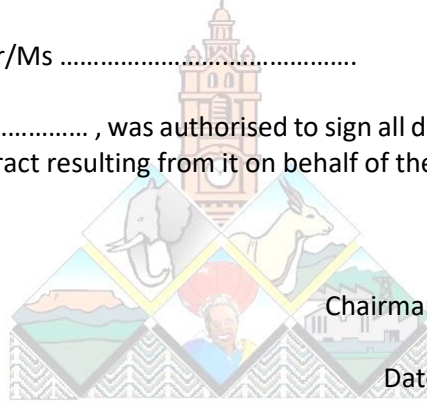 r/Ms ………………………………………….
………… , was authorised to sign all d
ract resulting from it on behalf of the
Chairma
Dat